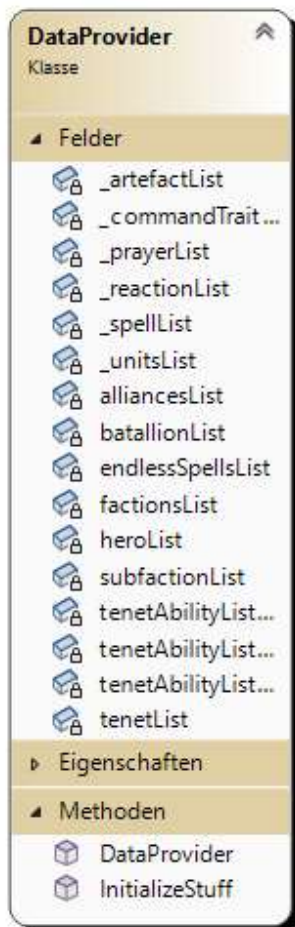 DataProvider
Klasse
Felder
_artefactList
_commandTrait...
_prayerList
_reactionList
_spellList
_unitsList
alliancesList
batallionList
endlessSpellsList
factionsList
heroList
subfactionList
tenetAbilityList...
tenetAbilityList...
tenetAbilityList...
tenetList
Eigenschaften
Methoden
DataProvider
InitializeStuff